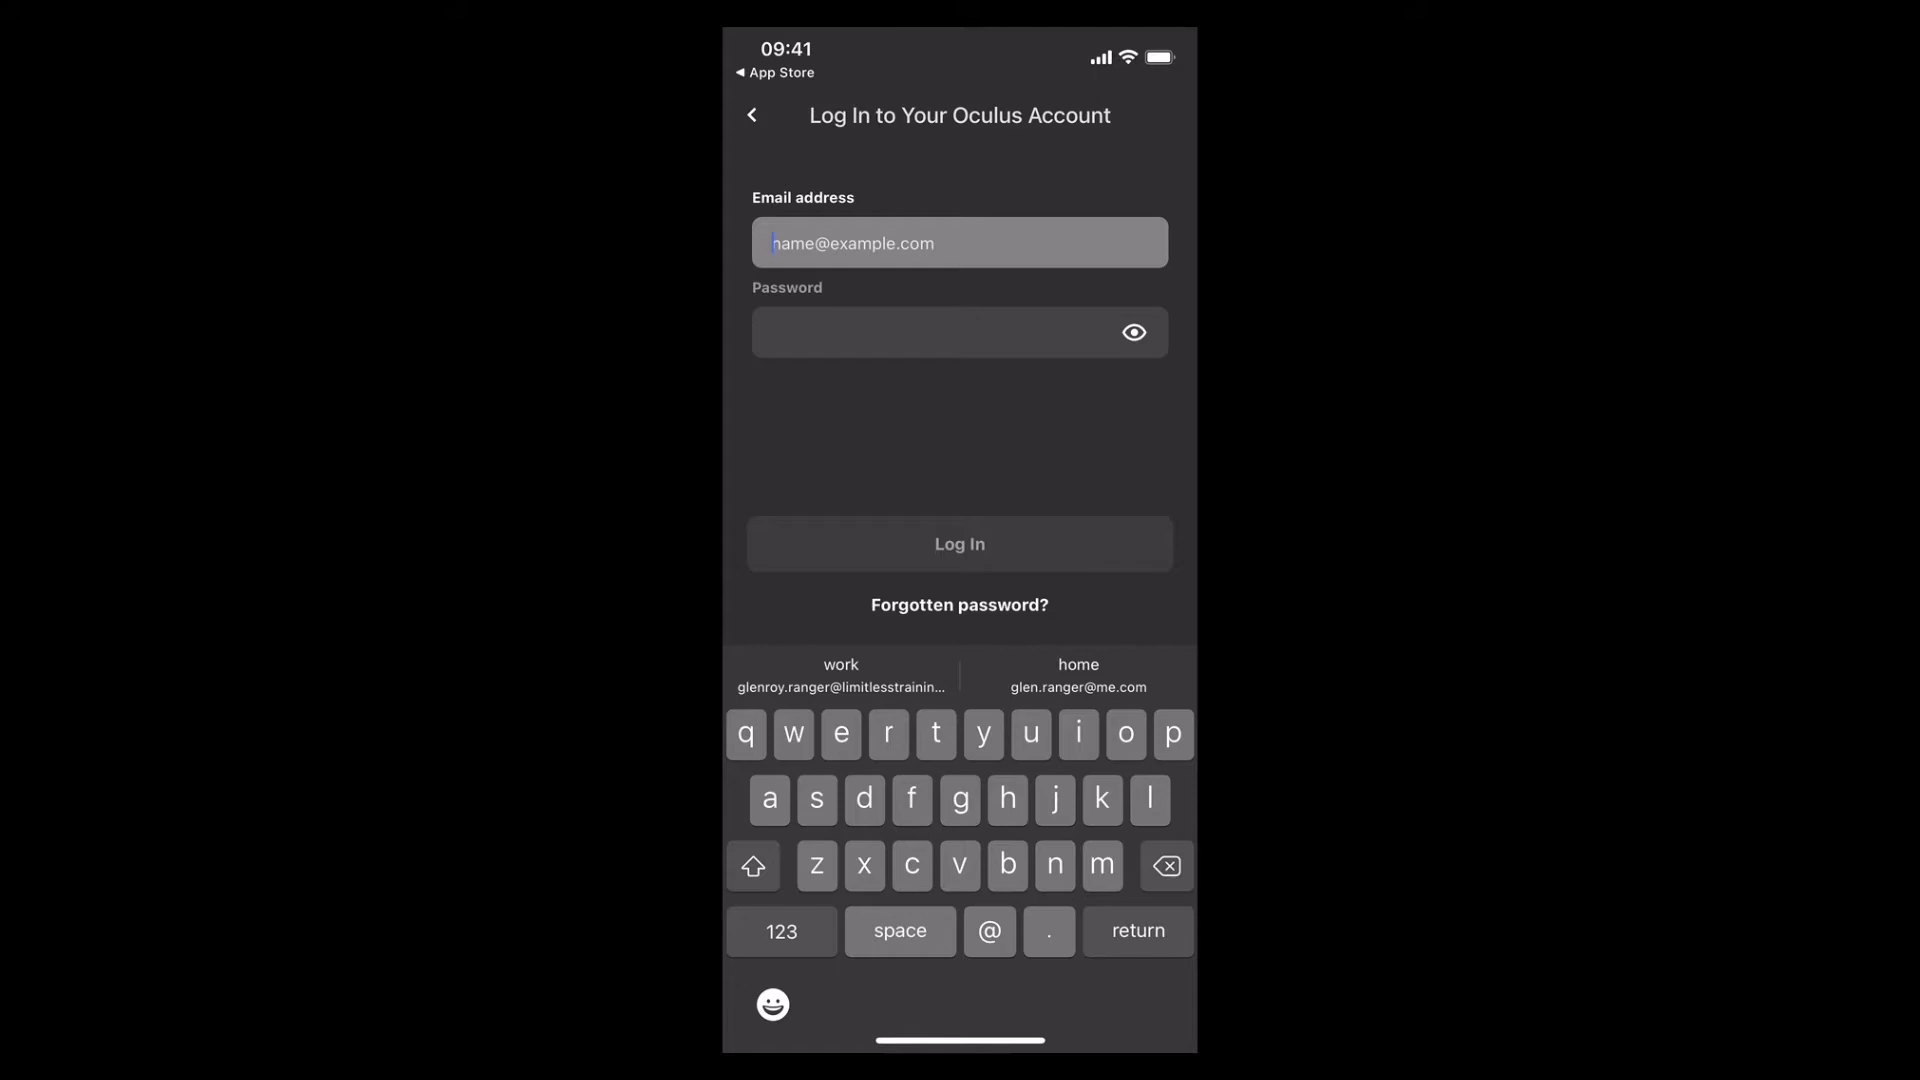 09:41
App Store
Log In to Your Oculus Account
Email address
name@example.com
Password
Log In
Forgotten password?
work
home
glenroy.ranger@limitlesstrainin...
glen.ranger@me.com
q w e r t y u i o p
a s d f g h j k l
z x c v b n m
123 space @ . return